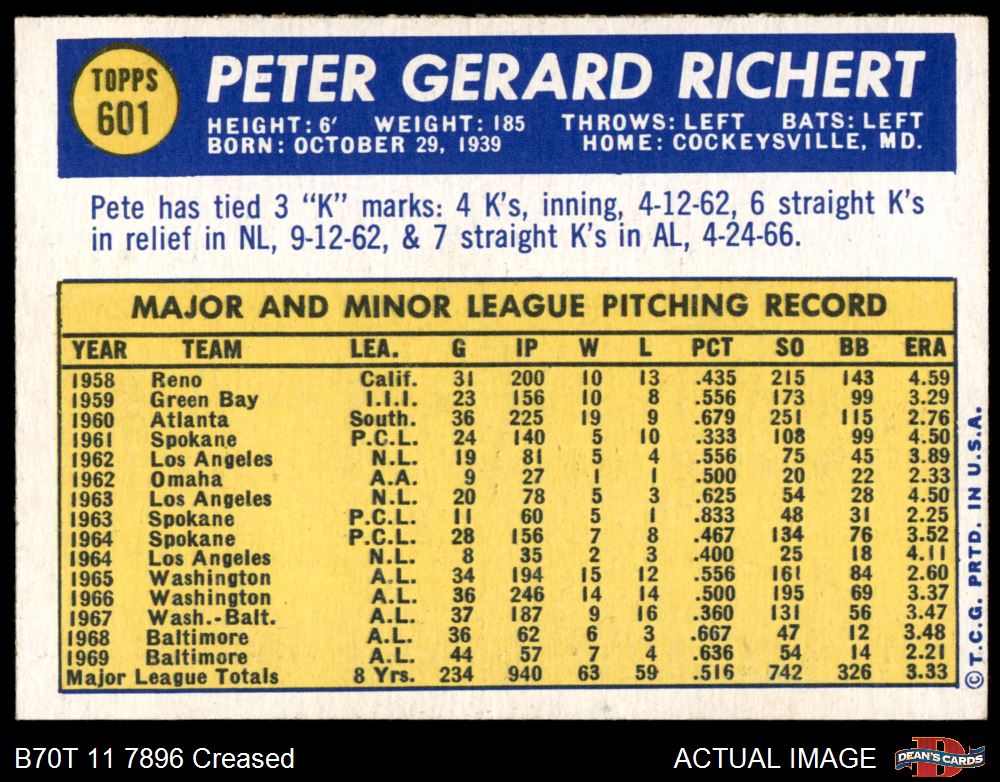 TOPPS
601
PETER GERARD RICHERT
HEIGHT: 6' WEIGHT: 185 THROWS: LEFT BATS: LEFT
BORN: OCTOBER 29, 1939 HOME: COCKEYSVILLE, MD.
Pete has tied 3 "K" marks: 4 K's, inning, 4-12-62, 6 straight K's
in relief in NL, 9-12-62, & 7 straight K's in AL, 4-24-66.
MAJOR AND MINOR LEAGUE PITCHING RECORD
YEAR TEAM LEA. G IP W L PCT SO BB ERA
1958 Reno Calif. 31 200 10 13 .435 215 143 4.59
1959 Green Bay I.I.I. 23 156 10 8 .556 173 99 3.29
1960 Atlanta South. 36 225 19 9 .679 251 115 2.76
1961 Spokane P.C.L. 24 140 5 10 .333 108 99 4.50
1962 Los Angeles N.L. 19 81 5 4 .556 75 45 3.89
1962 Omaha A.A. 9 27 1 1 .500 20 22 2.33
1963 Los Angeles N.L. 20 78 5 3 .625 54 28 4.50
1963 Spokane P.C.L. 11 60 5 1 .833 48 31 2.25
1964 Spokane P.C.L. 28 156 7 8 .467 134 76 3.52
1964 Los Angeles N.L. 8 35 2 3 .400 25 18 4.11
1965 Washington A.L. 34 194 15 12 .556 161 84 2.60
1966 Washington A.L. 36 246 14 14 .500 195 69 3.37
1967 Wash.-Balt. A.L. 37 187 9 16 .360 131 56 3.47
1968 Baltimore A.L. 36 62 6 3 .667 47 12 3.48
1969 Baltimore A.L. 44 57 7 4 .636 54 14 2.21
Major League Totals 8 Yrs. 234 940 63 59 .516 742 326 3.33
© T.C.G. PRTD. IN U.S.A.
B70T 11 7896 Creased
ACTUAL IMAGE
D
DEAN'S CARDS